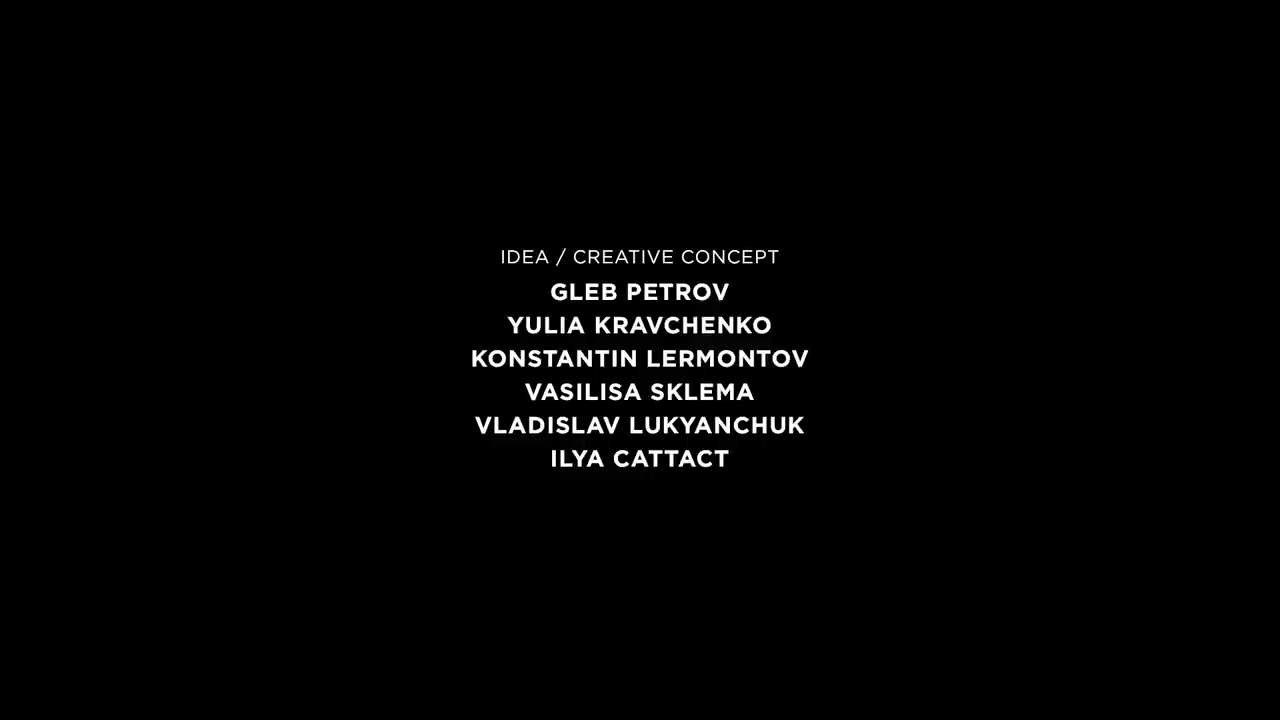 IDEA / CREATIVE CONCEPT
GLEB PETROV
YULIA KRAVCHENKO
KONSTANTIN LERMONTOV
VASILISA SKLEMA
VLADISLAV LUKYANCHUK
ILYA CATTACT